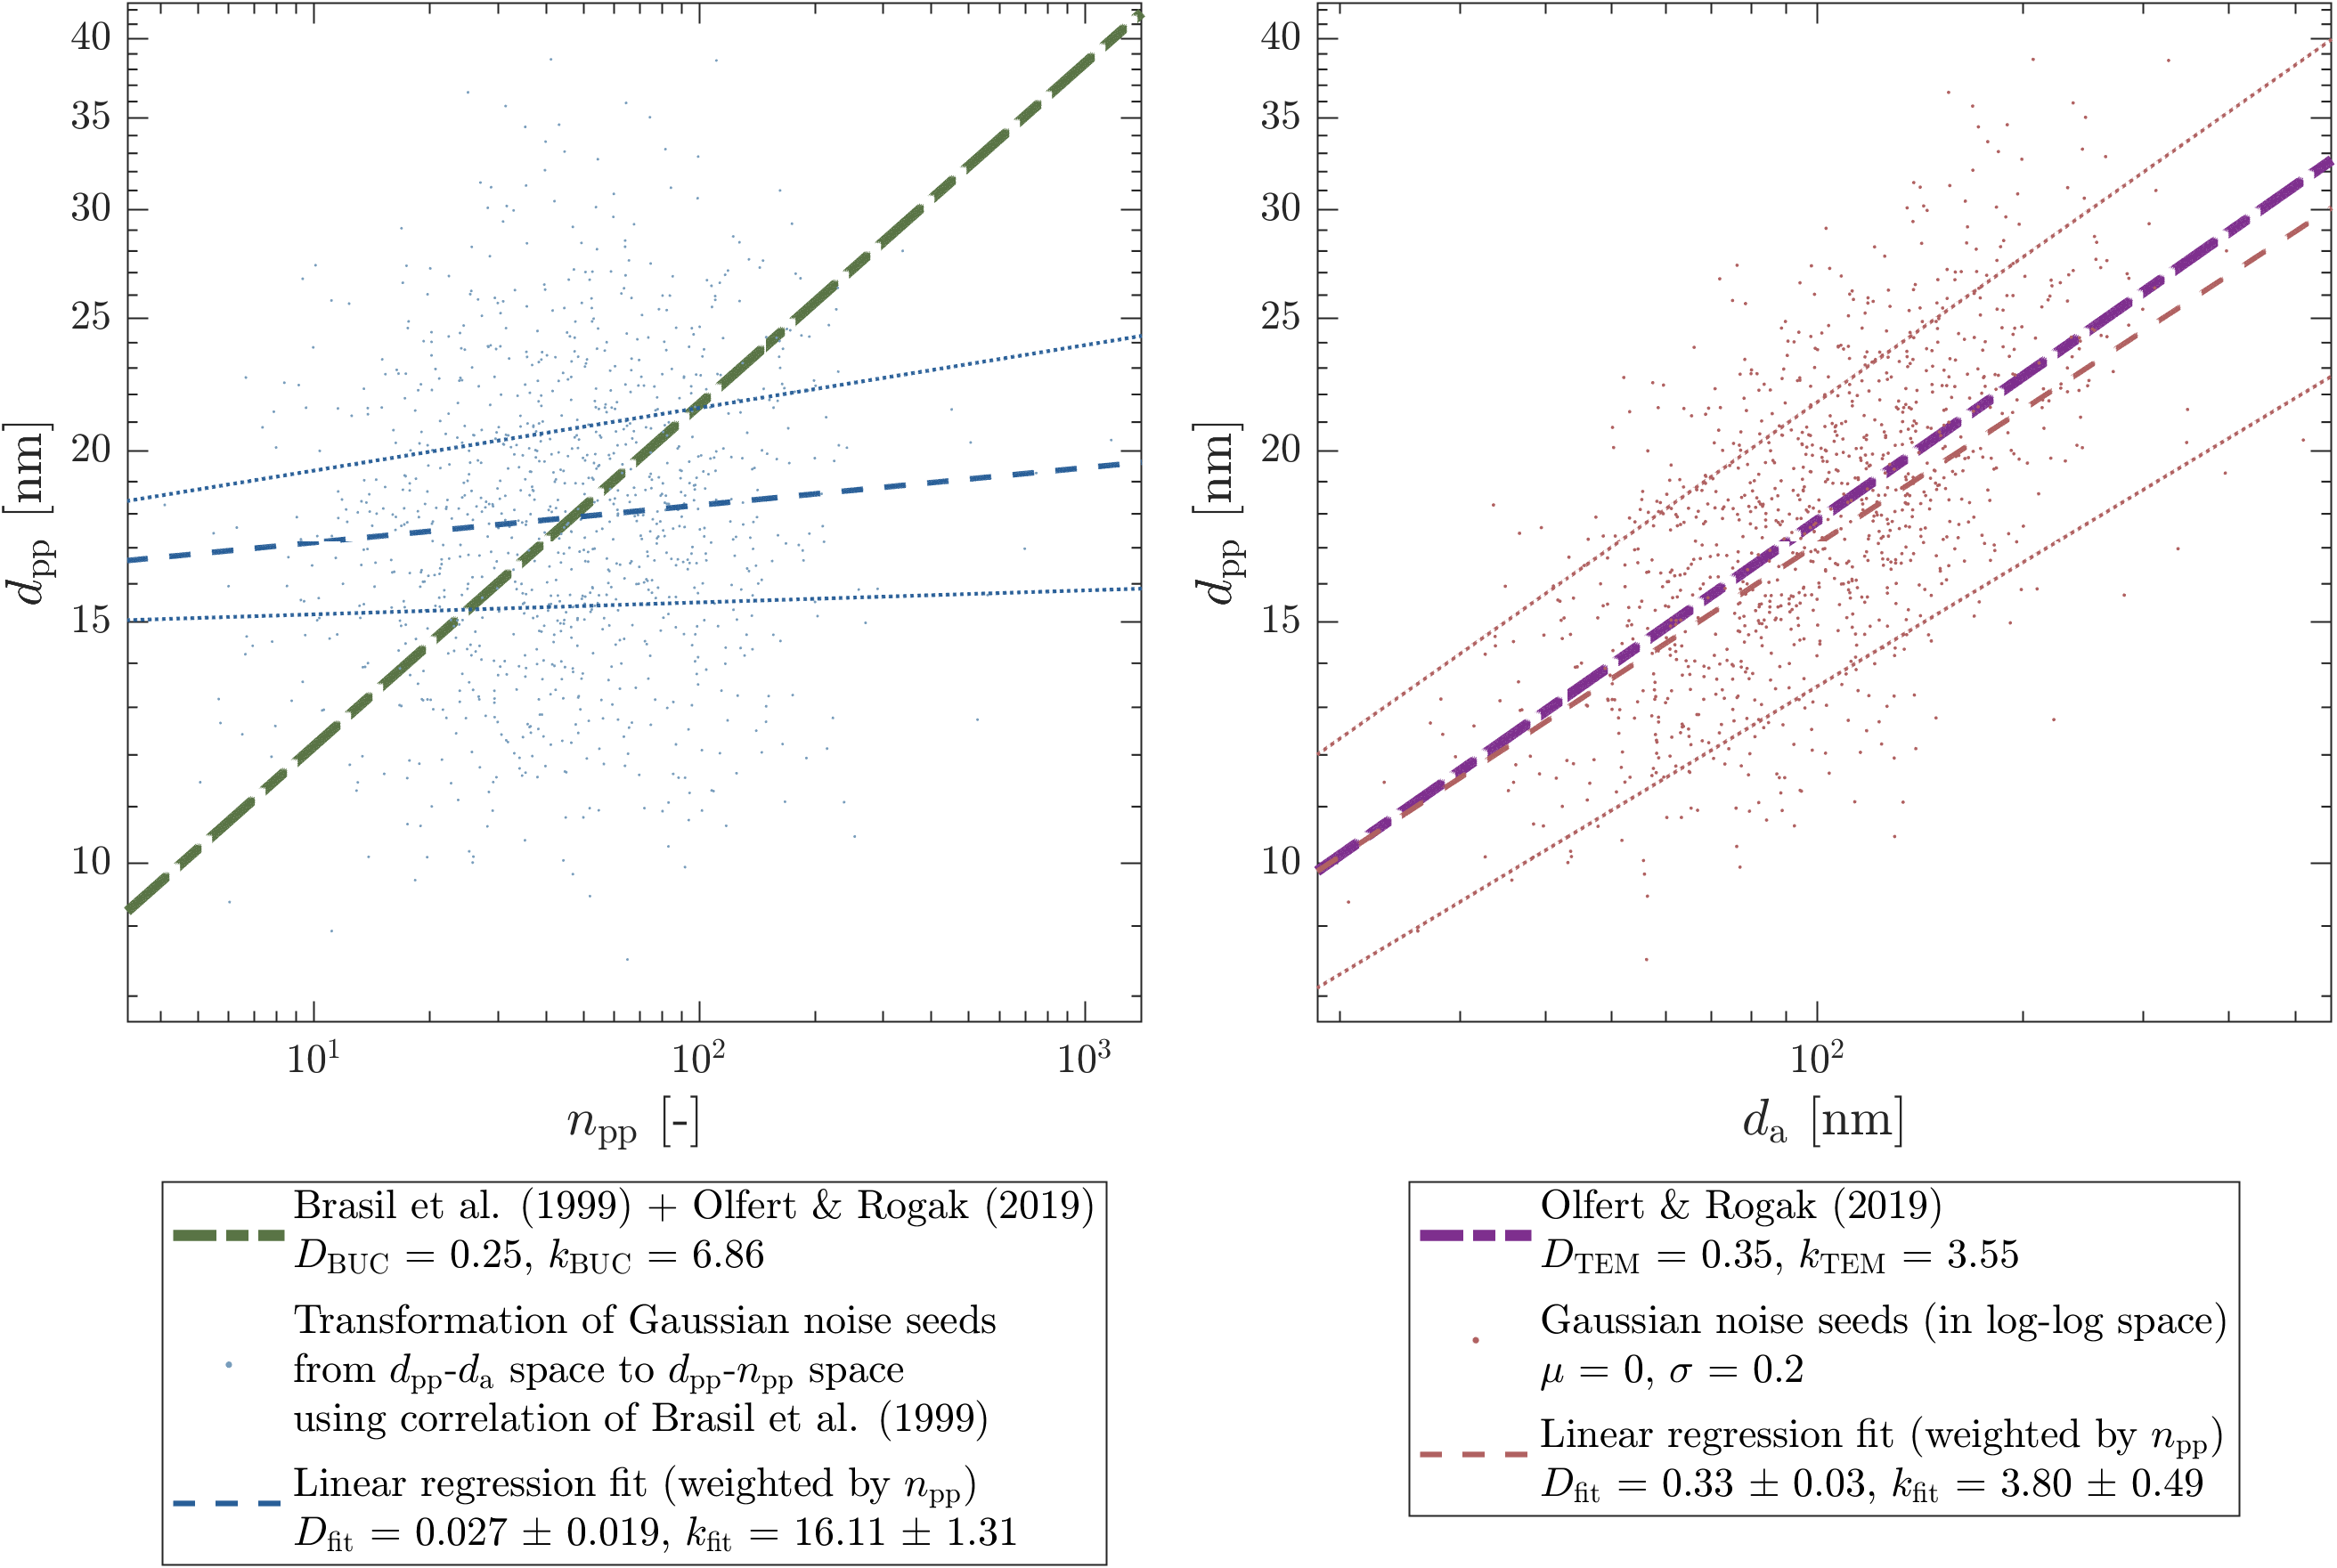 40
35
30
25
20
15
10
d_pp [nm]
10^1 10^2 10^3
n_pp [-]
Brasil et al. (1999) + Olfert & Rogak (2019)
D_BUC = 0.25, k_BUC = 6.86
Transformation of Gaussian noise seeds
from d_pp-d_a space to d_pp-n_pp space
using correlation of Brasil et al. (1999)
Linear regression fit (weighted by n_pp)
D_fit = 0.027 ± 0.019, k_fit = 16.11 ± 1.31
40
35
30
25
20
15
10
d_pp [nm]
10^2
d_a [nm]
Olfert & Rogak (2019)
D_TEM = 0.35, k_TEM = 3.55
Gaussian noise seeds (in log-log space)
μ = 0, σ = 0.2
Linear regression fit (weighted by n_pp)
D_fit = 0.33 ± 0.03, k_fit = 3.80 ± 0.49